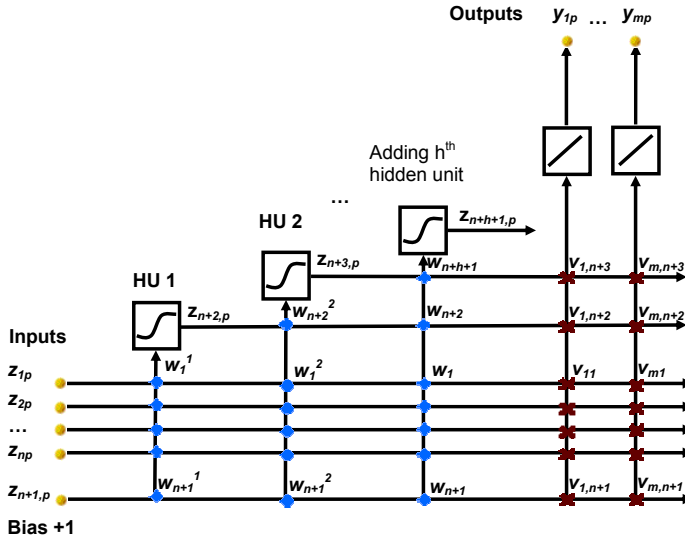 Outputs y1p ... ymp
Adding hth
hidden unit
...
zn+h+1,p
HU 2
zn+3,p wn+h+1 v1,n+3 vm,n+3
HU 1
zn+2,p wn+2² wn+2 v1,n+2 vm,n+2
Inputs
z1p w1¹ w1² w1 v11 vm1
z2p
...
znp
zn+1,p wn+1¹ wn+1² wn+1 v1,n+1 vm,n+1
Bias +1